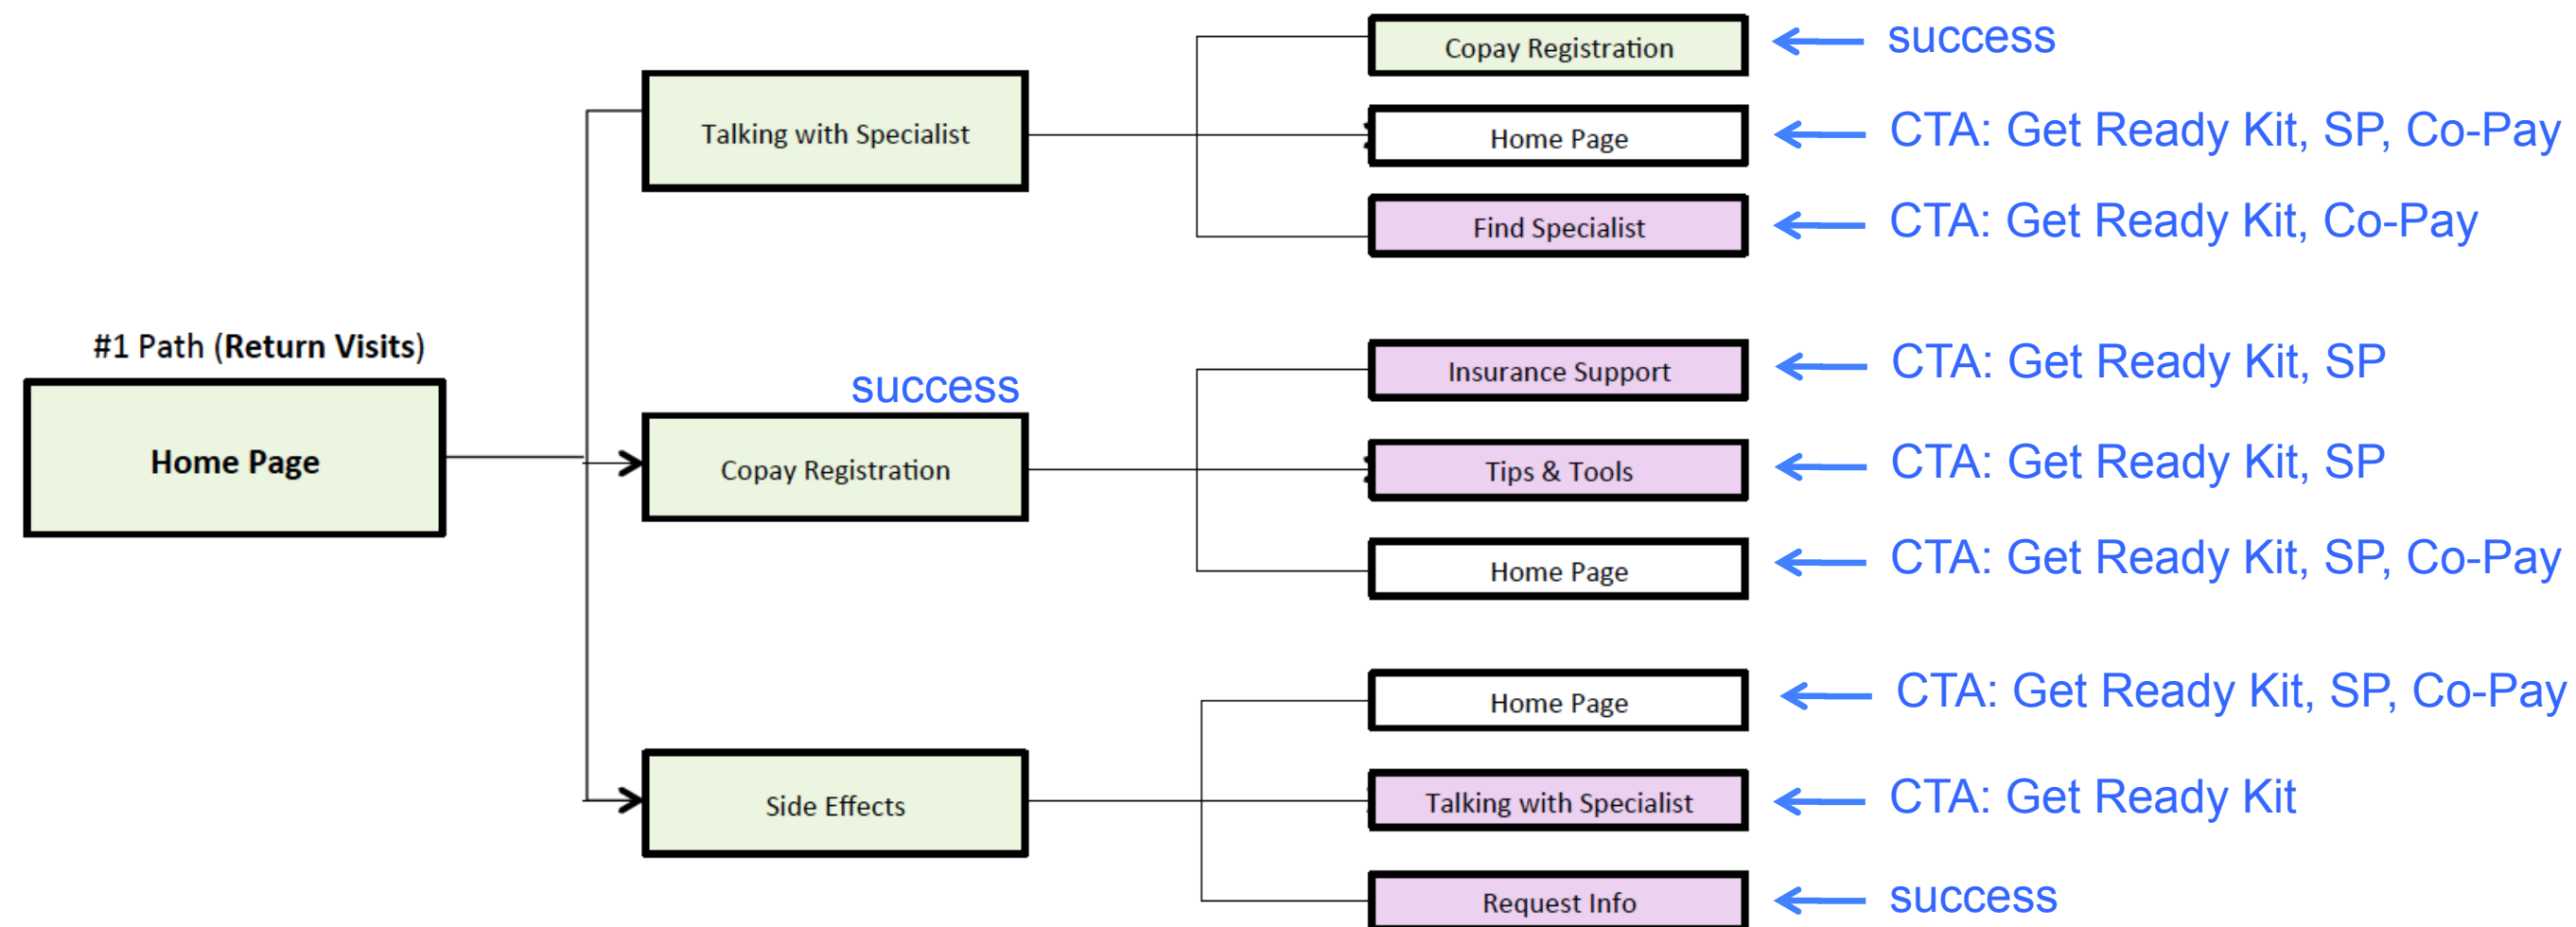 Copay Registration
success
Talking with Specialist
Home Page
CTA: Get Ready Kit, SP, Co-Pay
Find Specialist
CTA: Get Ready Kit, Co-Pay
#1 Path (Return Visits)
Home Page
success
Copay Registration
Insurance Support
CTA: Get Ready Kit, SP
Tips & Tools
CTA: Get Ready Kit, SP
Home Page
CTA: Get Ready Kit, SP, Co-Pay
Side Effects
Home Page
CTA: Get Ready Kit, SP, Co-Pay
Talking with Specialist
CTA: Get Ready Kit
Request Info
success